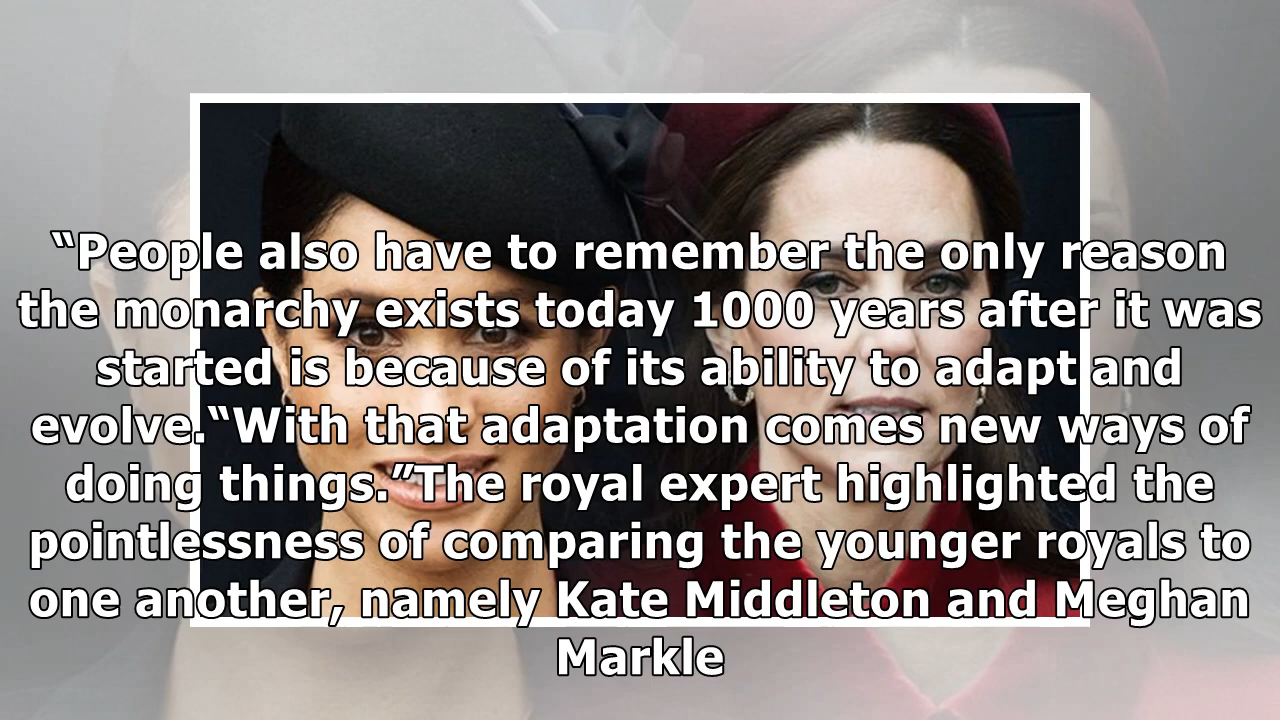 “People also have to remember the only reason
the monarchy exists today 1000 years after it was
started is because of its ability to adapt and
evolve.“With that adaptation comes new ways of
doing things.”The royal expert highlighted the
pointlessness of comparing the younger royals to
one another, namely Kate Middleton and Meghan
Markle